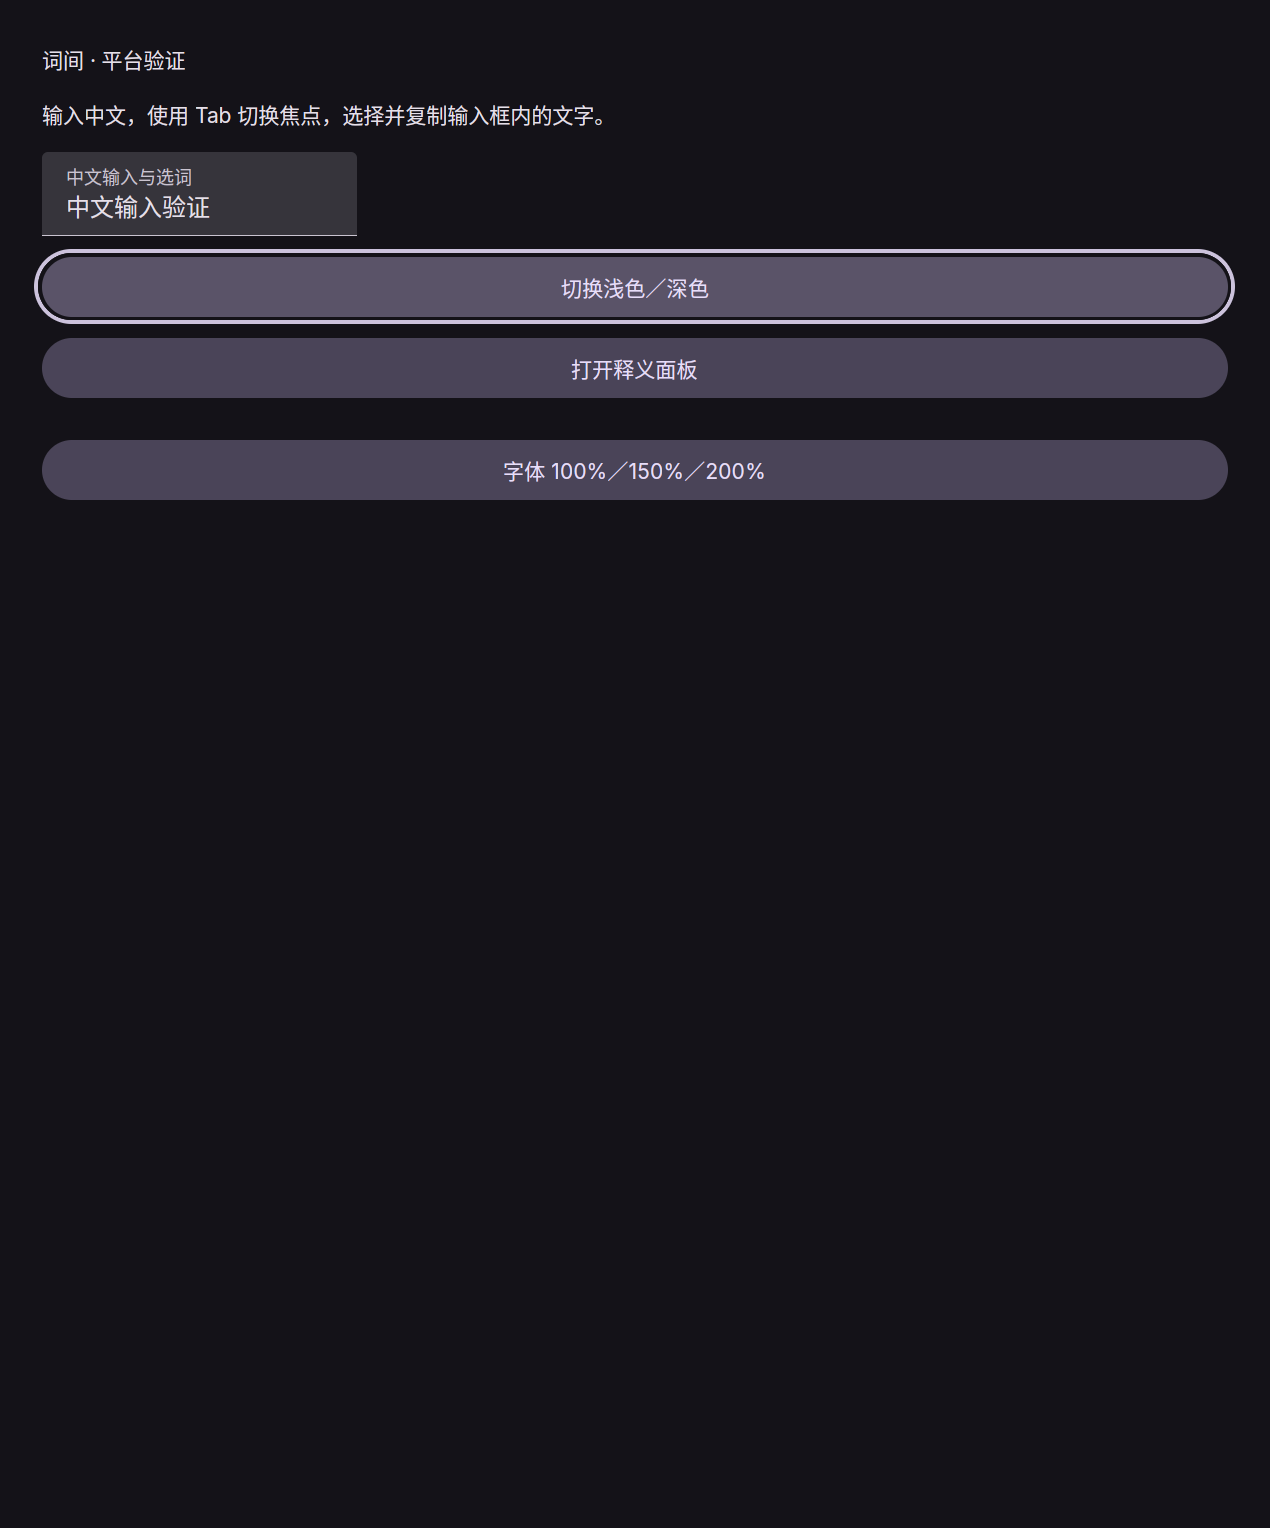 词间 · 平台验证
输入中文，使用 Tab 切换焦点，选择并复制输入框内的文字。
中文输入与选词
中文输入验证
切换浅色／深色
打开释义面板
字体 100%／150%／200%